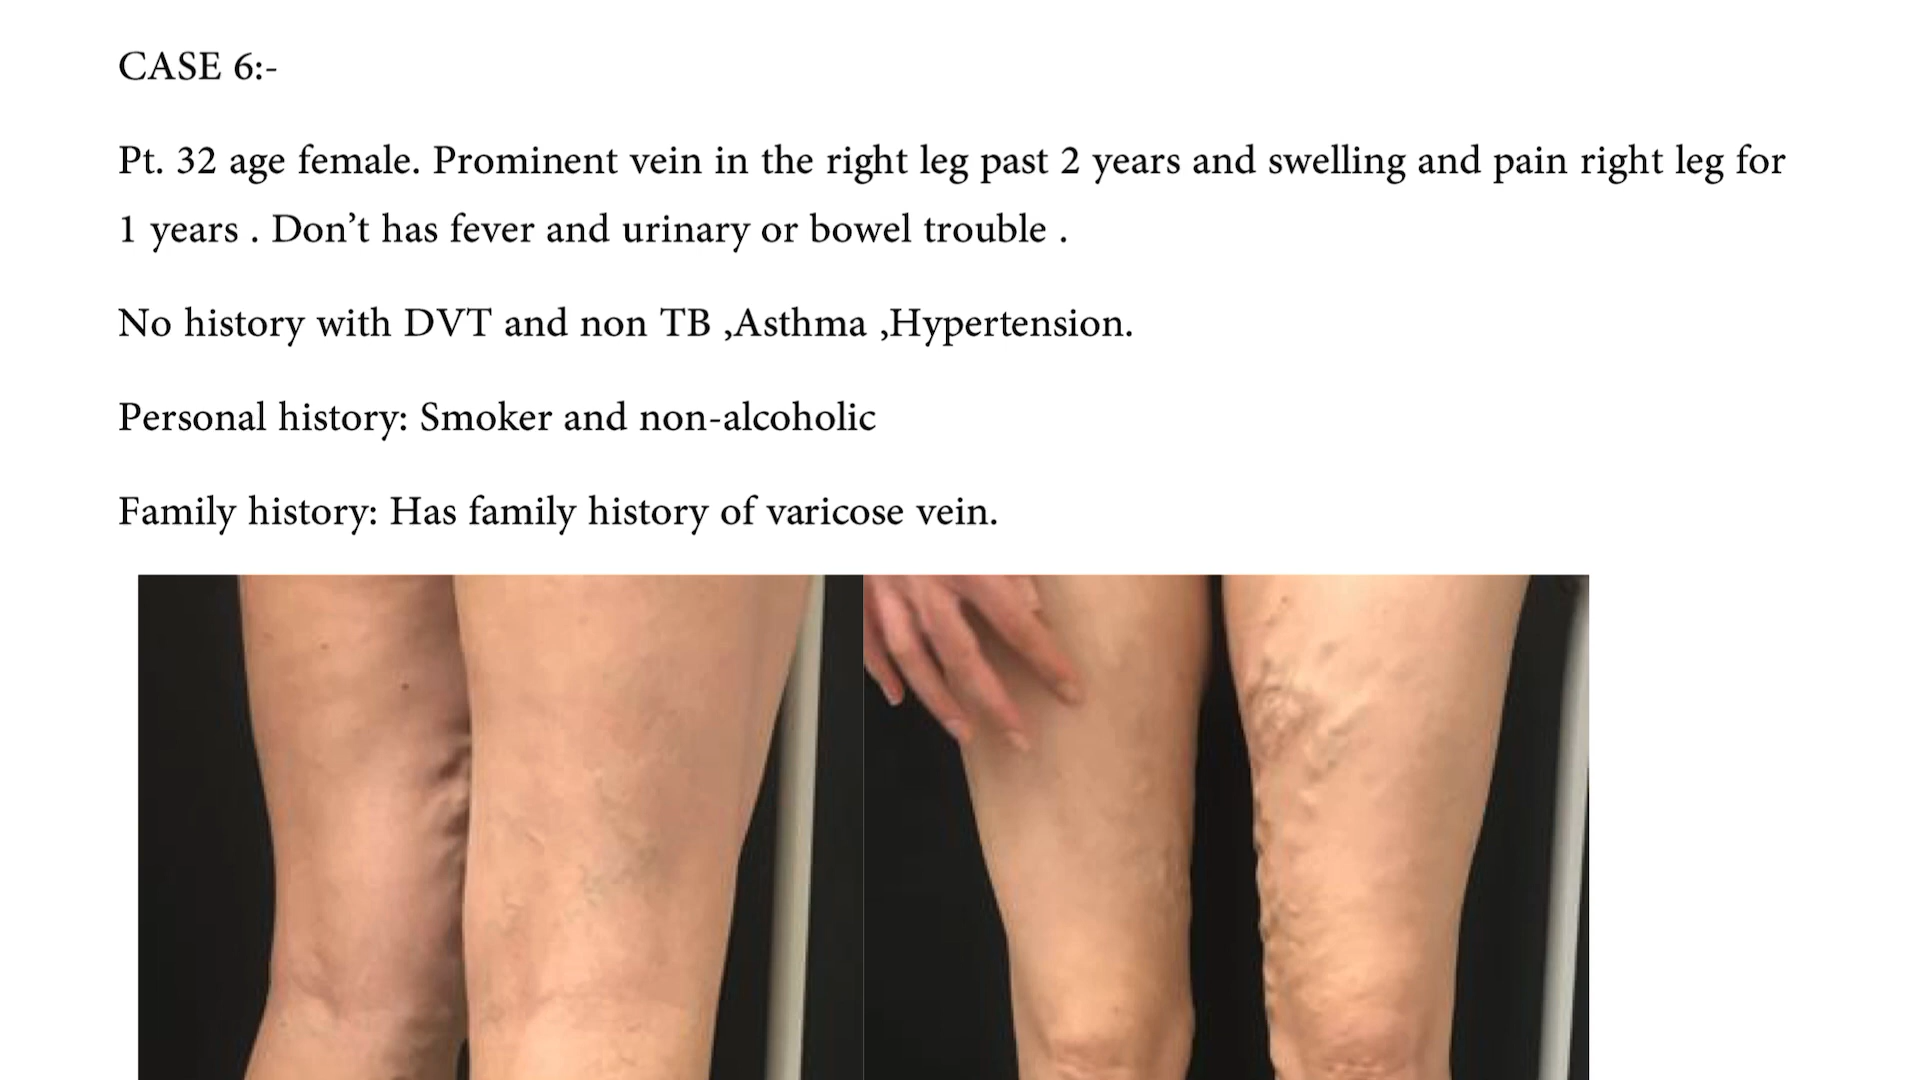 CASE 6:-
Pt. 32 age female. Prominent vein in the right leg past 2 years and swelling and pain right leg for
1 years . Don’t has fever and urinary or bowel trouble .
No history with DVT and non TB ,Asthma ,Hypertension.
Personal history: Smoker and non-alcoholic
Family history: Has family history of varicose vein.